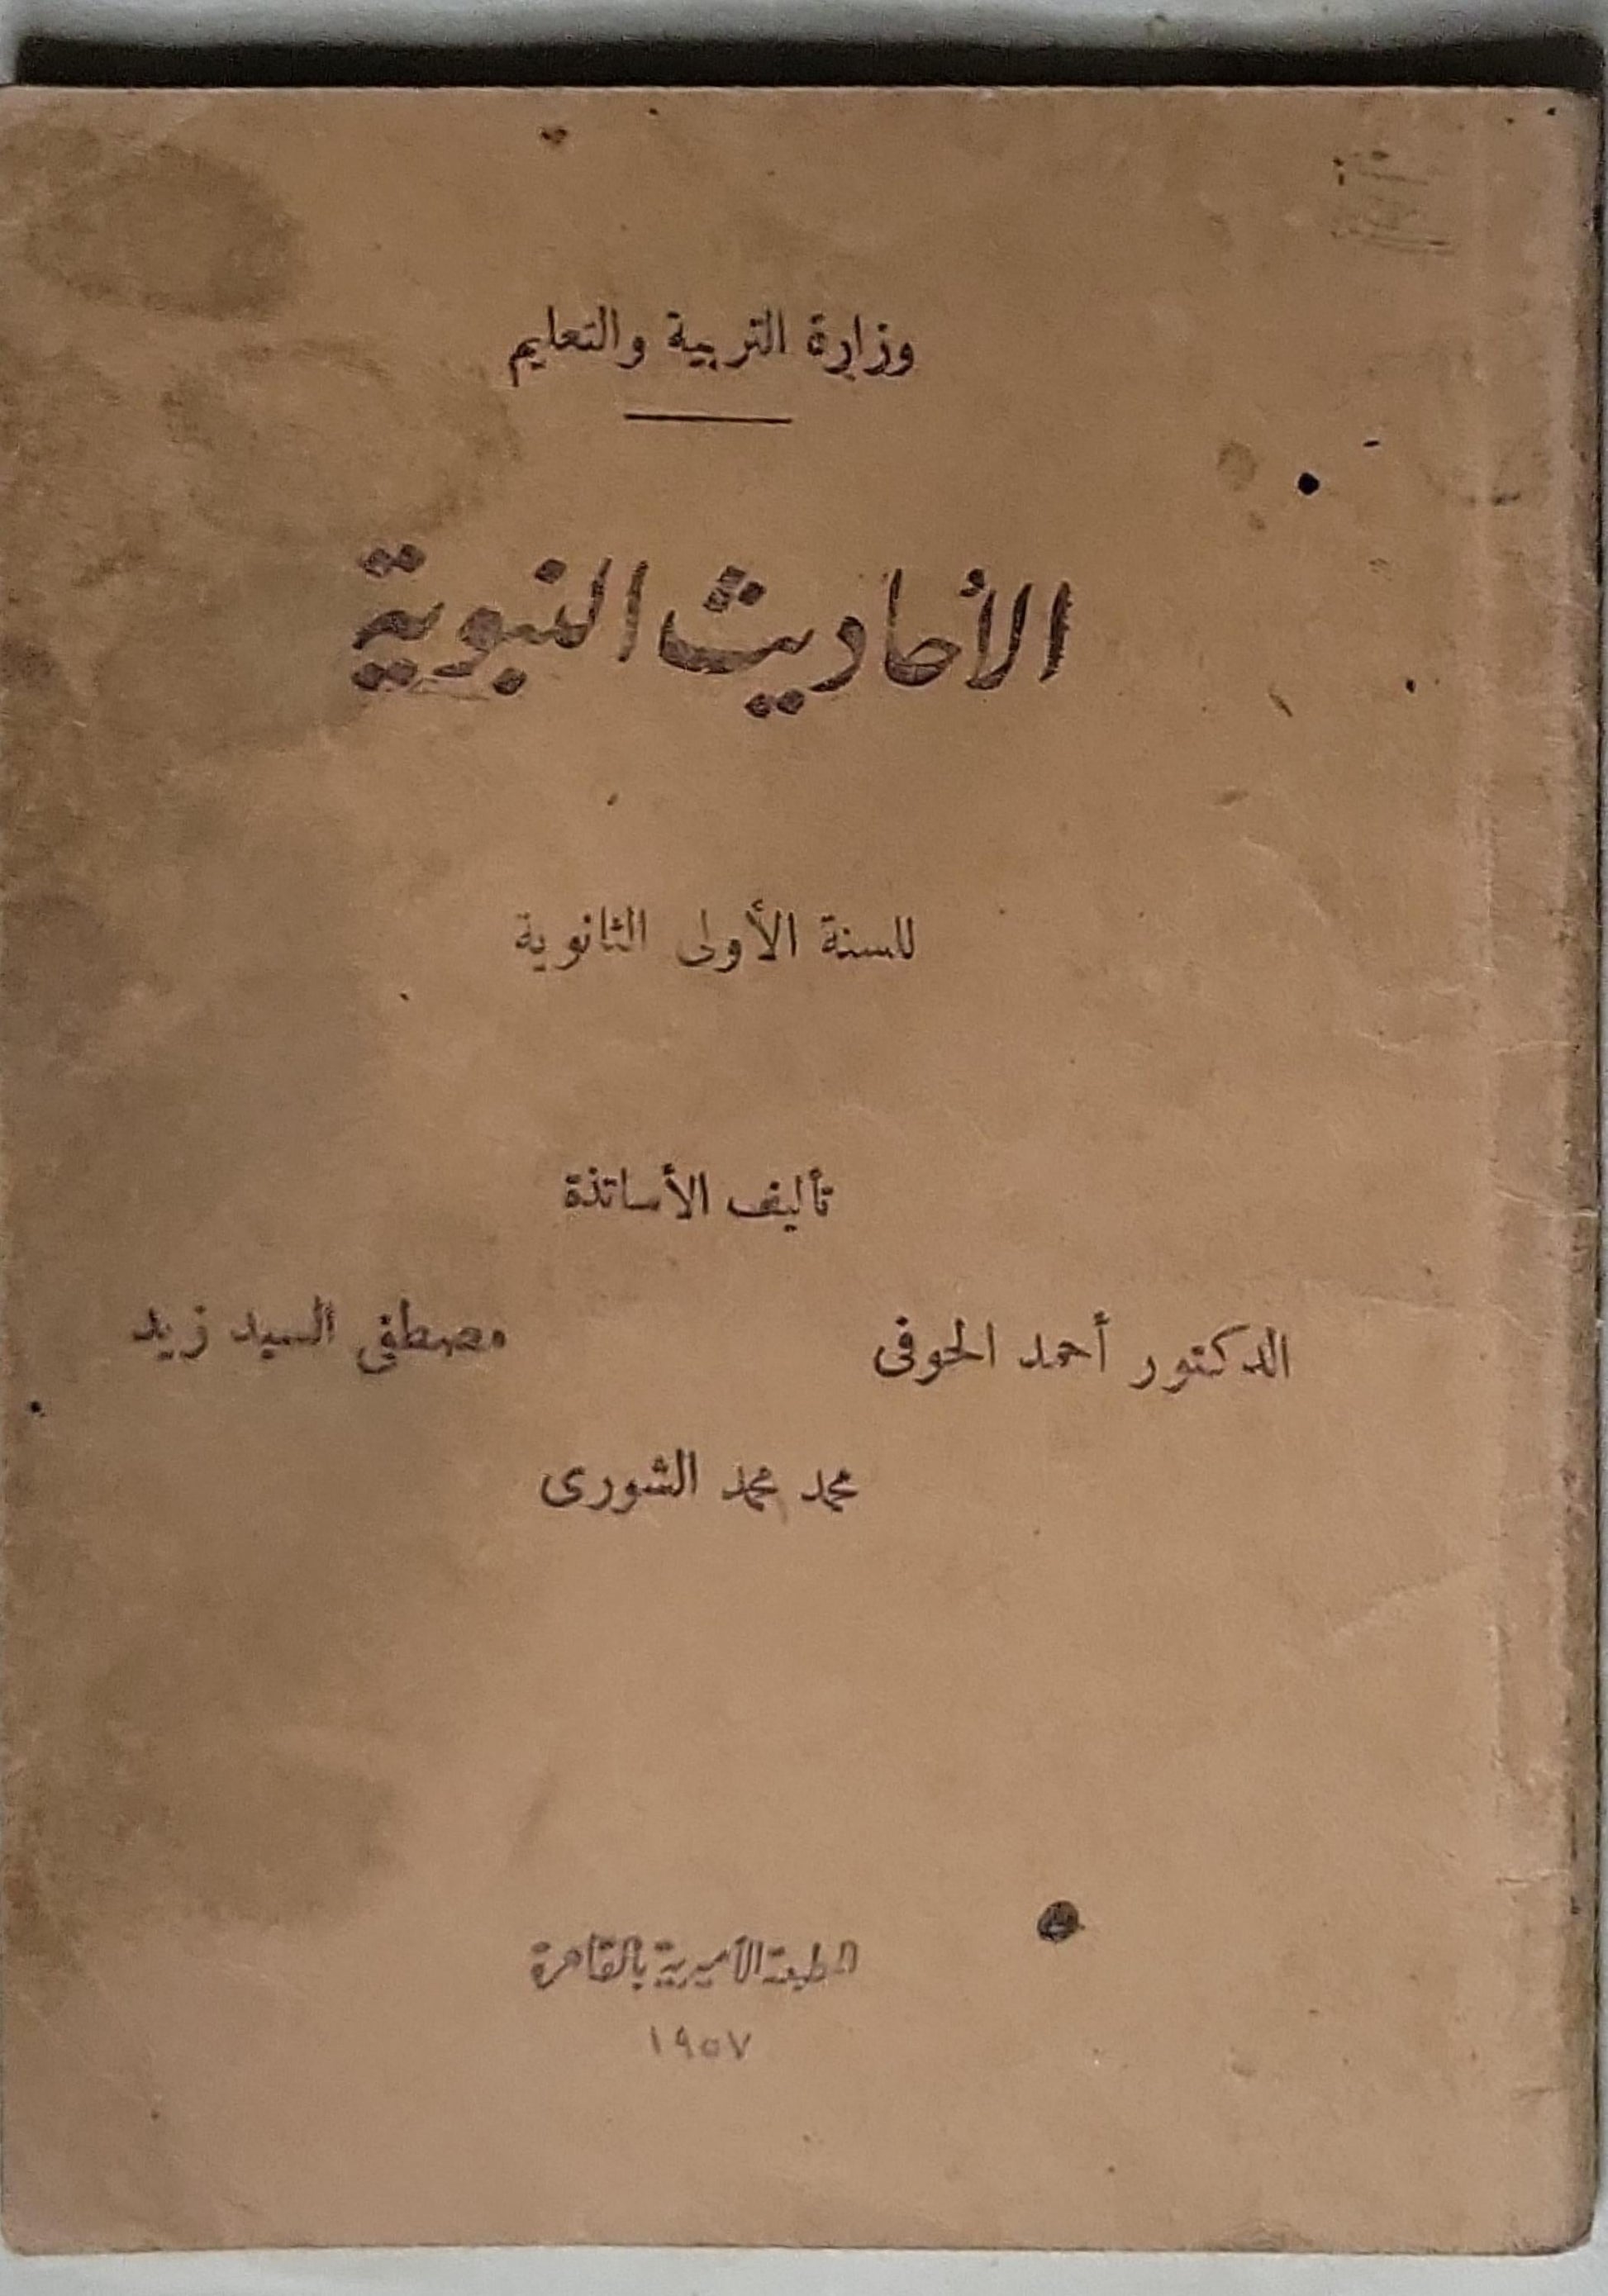 وزارة التربية والتعليم
الأحاديث النبوية
للسنة الأولى الثانوية
تأليف الأساتذة
الدكتور أحمد الحوفى مصطفى السيد زيد
محمد محمد الشورى
المطبعة الأميرية بالقاهرة
١٩٥٧